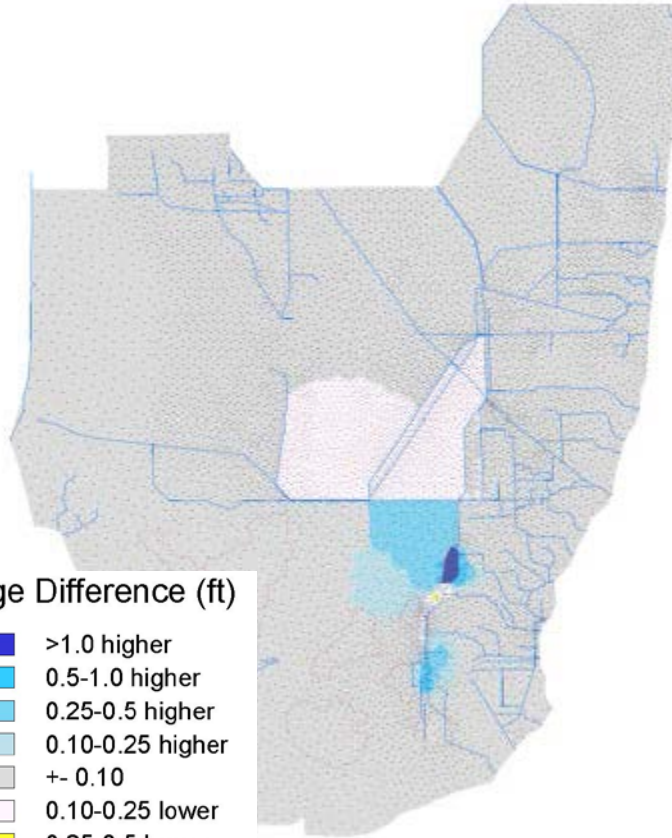 ge Difference (ft)
>1.0 higher
0.5-1.0 higher
0.25-0.5 higher
0.10-0.25 higher
+- 0.10
0.10-0.25 lower